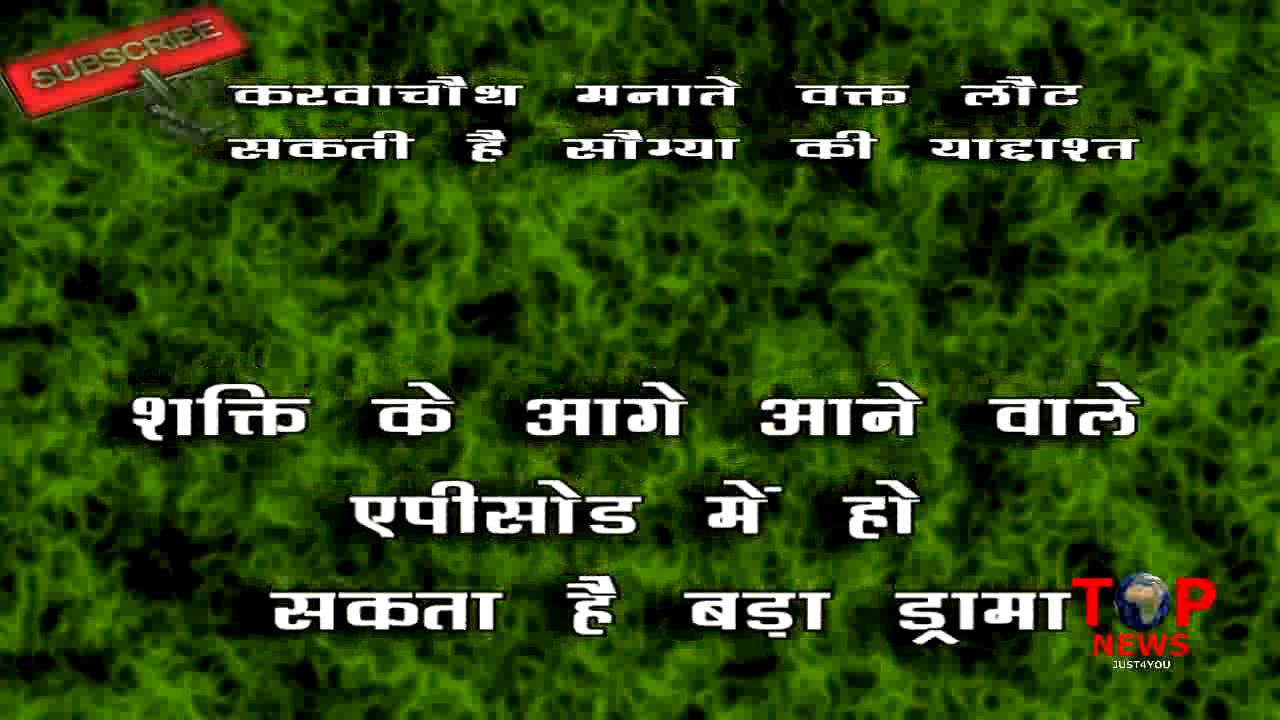 SUBSCRIBE
करवाचौथ मनाते वक्त लौट
सकती है सौग्या की याद्दाश्त
शक्ति के आगे आने वाले
एपीसोड में हो
सकता है बड़ा ड्रामा
TOP
NEWS
JUST4YOU